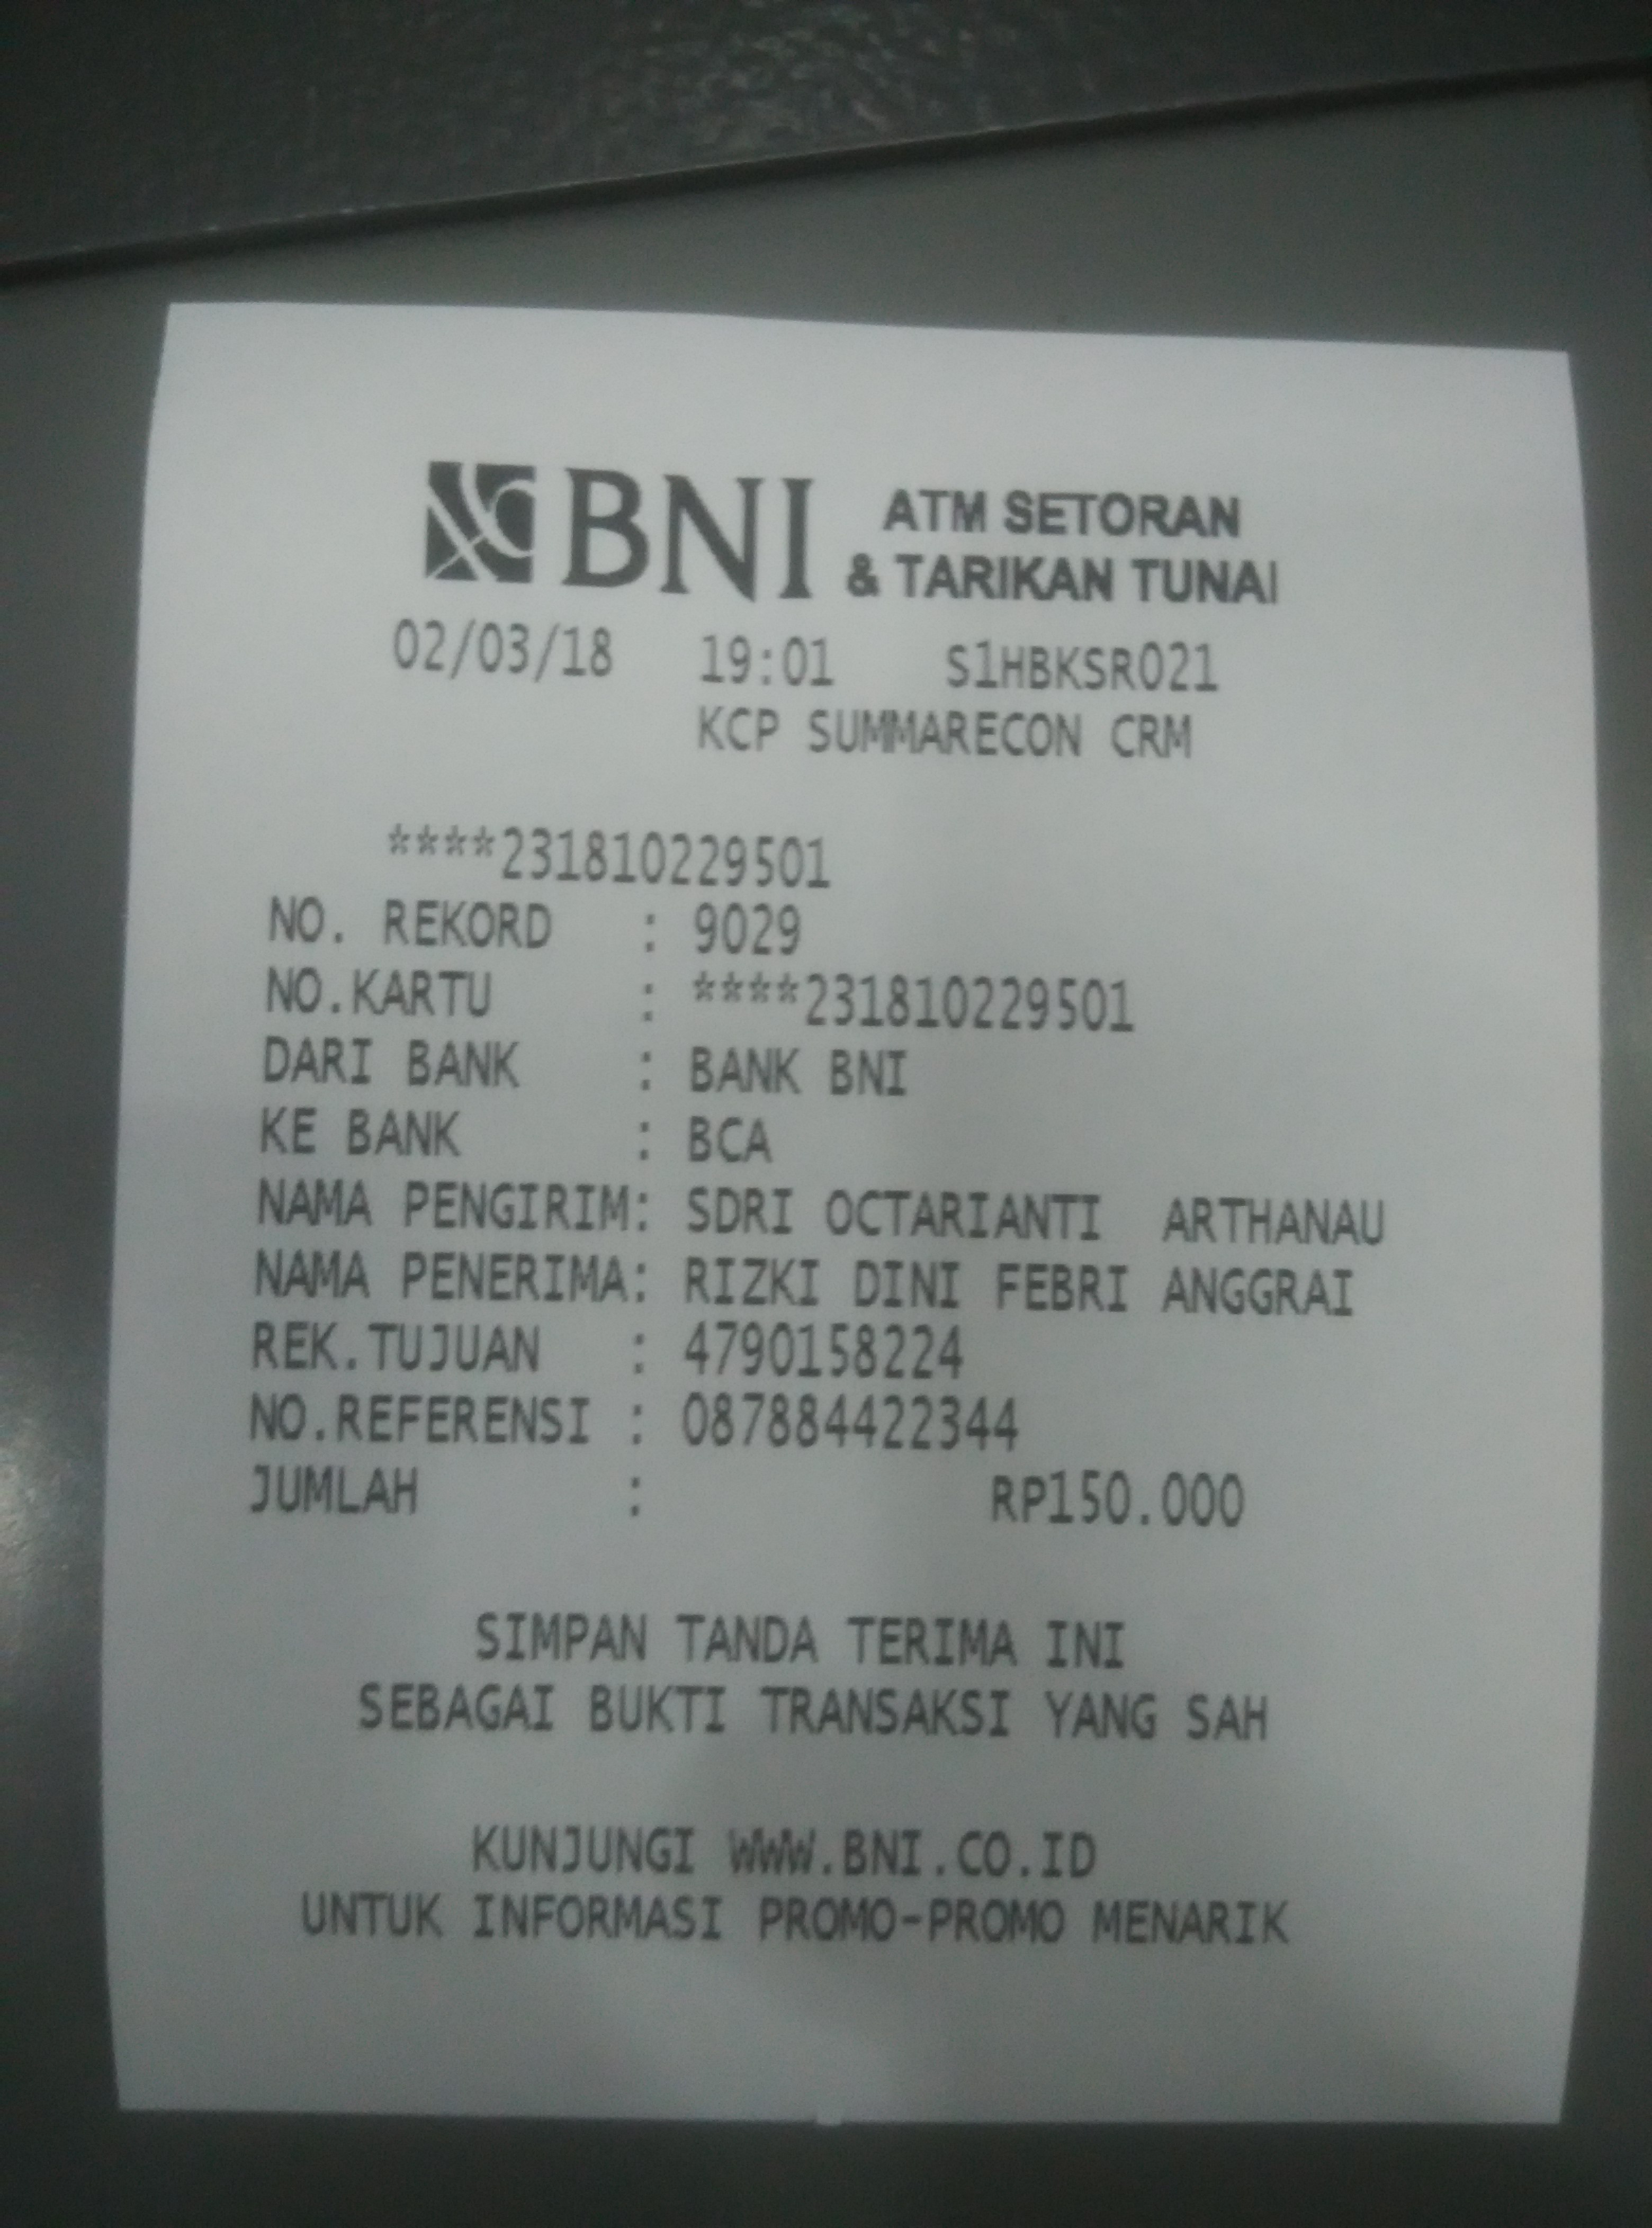 BNI ATM SETORAN
& TARIKAN TUNAI
02/03/18 19:01 S1HBKSR021
KCP SUMMARECON CRM
****231810229501
NO. REKORD : 9029
NO.KARTU : ****231810229501
DARI BANK : BANK BNI
KE BANK : BCA
NAMA PENGIRIM: SDRI OCTARIANTI ARTHANAU
NAMA PENERIMA: RIZKI DINI FEBRI ANGGRAI
REK.TUJUAN : 4790158224
NO.REFERENSI : 087884422344
JUMLAH : RP150.000
SIMPAN TANDA TERIMA INI
SEBAGAI BUKTI TRANSAKSI YANG SAH
KUNJUNGI WWW.BNI.CO.ID
UNTUK INFORMASI PROMO-PROMO MENARIK